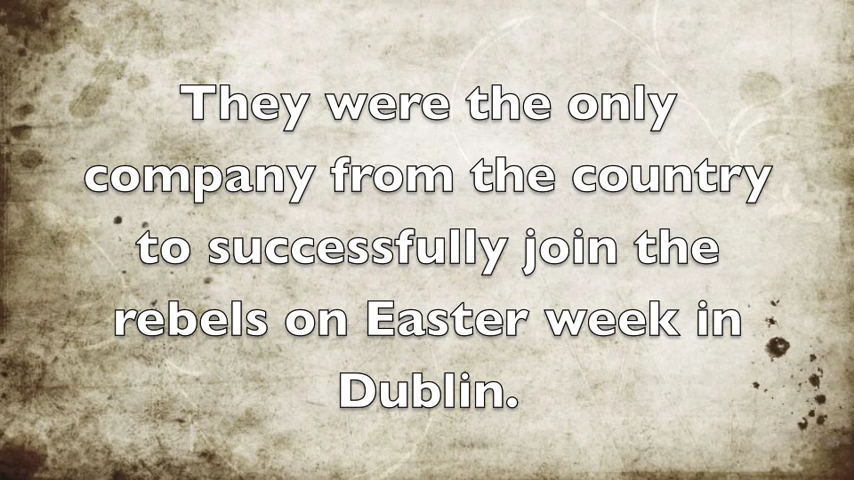 They were the only
company from the country
to successfully join the
rebels on Easter week in
Dublin.